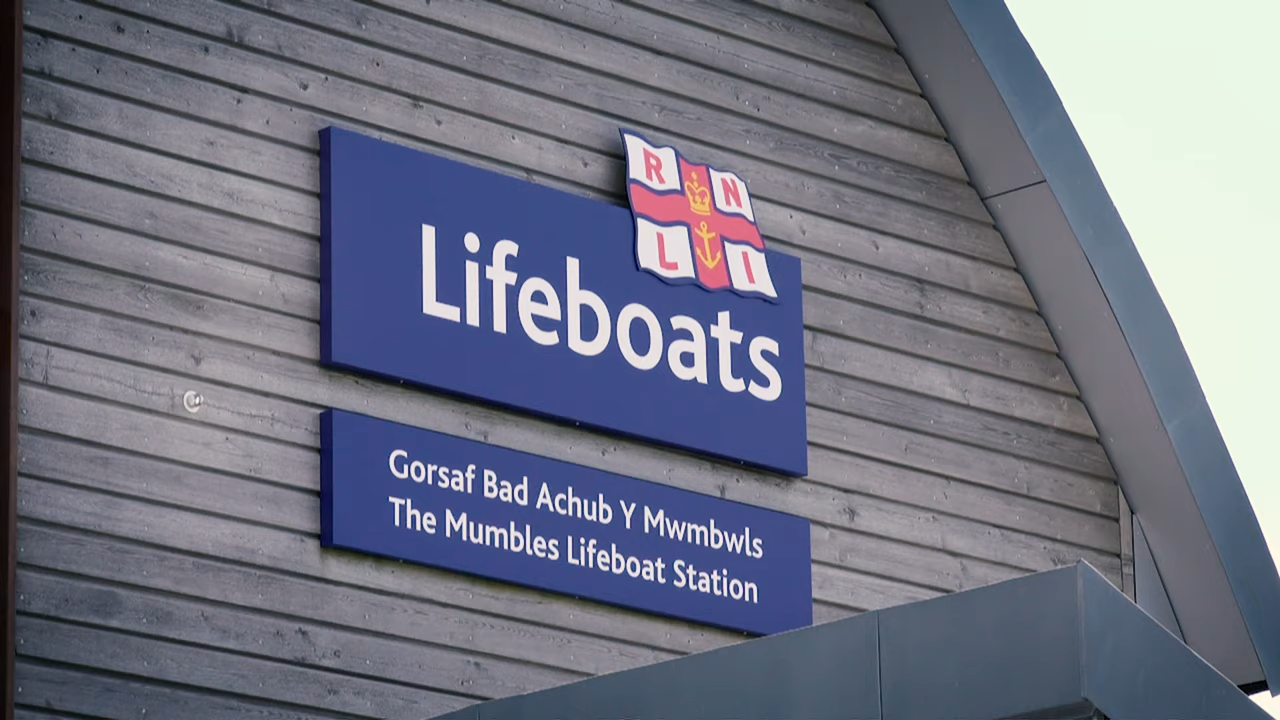 R N
L I
Lifeboats
Gorsaf Bad Achub Y Mwmbwls
The Mumbles Lifeboat Station